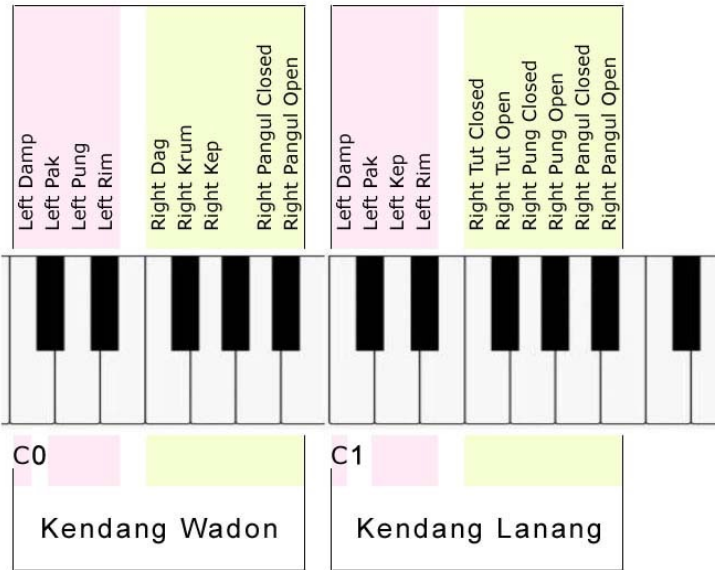 Left Damp
Left Pak
Left Pung
Left Rim
Right Dag
Right Krum
Right Kep
Right Pangul Closed
Right Pangul Open
Left Damp
Left Pak
Left Kep
Left Rim
Right Tut Closed
Right Tut Open
Right Pung Closed
Right Pung Open
Right Pangul Closed
Right Pangul Open
C0
C1
Kendang Wadon
Kendang Lanang